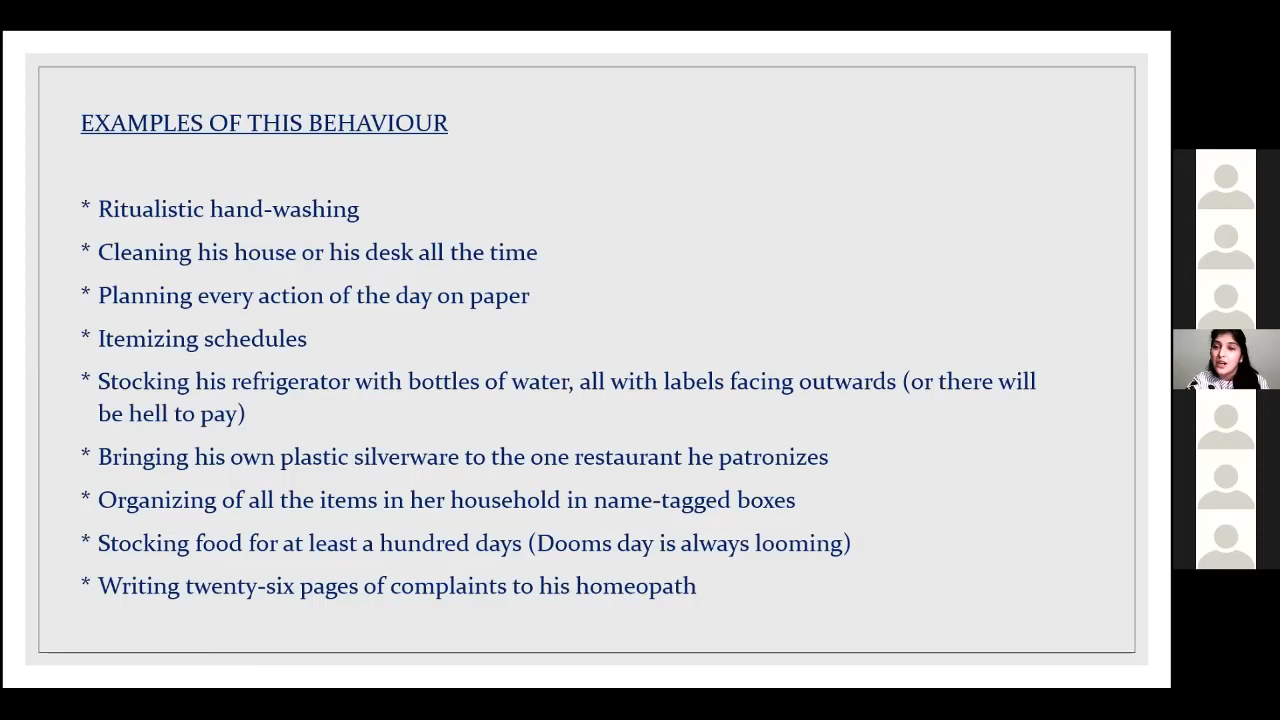 EXAMPLES OF THIS BEHAVIOUR
* Ritualistic hand-washing
* Cleaning his house or his desk all the time
* Planning every action of the day on paper
* Itemizing schedules
* Stocking his refrigerator with bottles of water, all with labels facing outwards (or there will
be hell to pay)
* Bringing his own plastic silverware to the one restaurant he patronizes
* Organizing of all the items in her household in name-tagged boxes
* Stocking food for at least a hundred days (Dooms day is always looming)
* Writing twenty-six pages of complaints to his homeopath